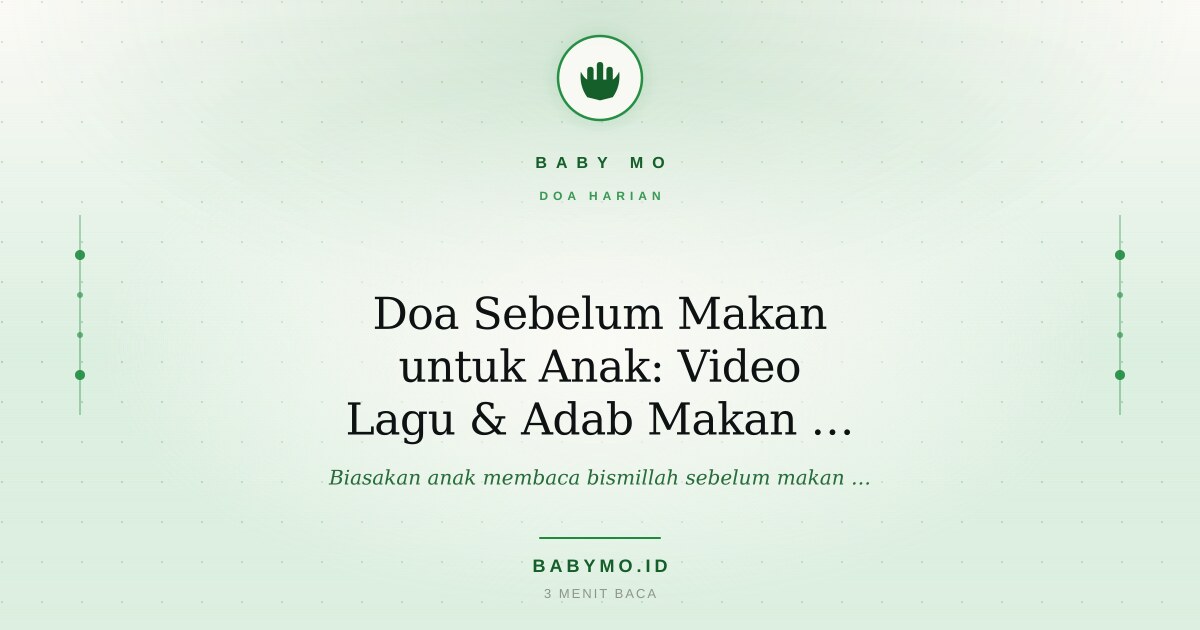 BABY MO
DOA HARIAN
Doa Sebelum Makan
untuk Anak: Video
Lagu & Adab Makan ...
Biasakan anak membaca bismillah sebelum makan ...
BABYMO.ID
3 MENIT BACA